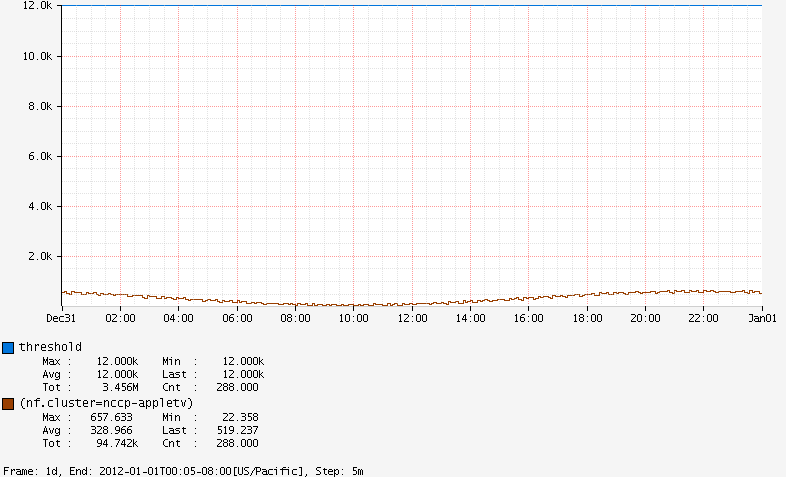 12.0k
10.0k
8.0k
6.0k
4.0k
2.0k
Dec31 02:00 04:00 06:00 08:00 10:00 12:00 14:00 16:00 18:00 20:00 22:00 Jan01
threshold
Max : 12.000k Min : 12.000k
Avg : 12.000k Last : 12.000k
Tot : 3.456M Cnt : 288.000
(nf.cluster=nccp-appletv)
Max : 657.633 Min : 22.358
Avg : 328.966 Last : 519.237
Tot : 94.742k Cnt : 288.000
Frame: 1d, End: 2012-01-01T00:05-08:00[US/Pacific], Step: 5m